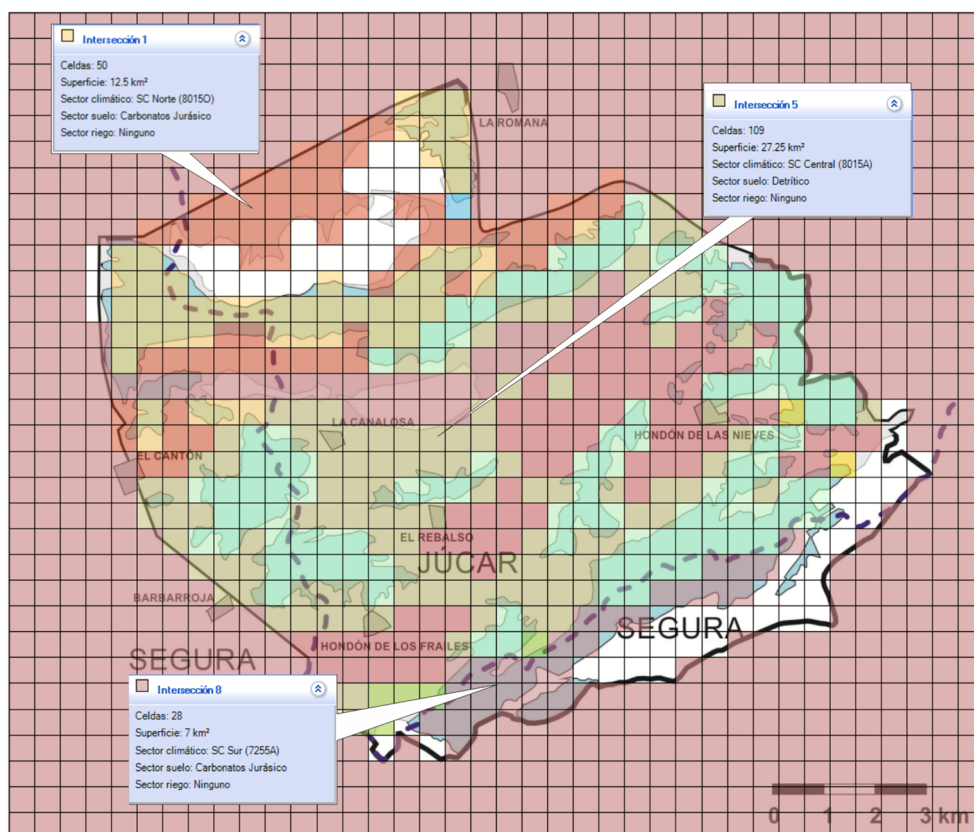 Intersección 1
Celdas: 50
Superficie: 12.5 km²
Sector climático: SC Norte (8015O)
Sector suelo: Carbonatos Jurásico
Sector riego: Ninguno
Intersección 5
Celdas: 109
Superficie: 27.25 km²
Sector climático: SC Central (8015A)
Sector suelo: Detrítico
Sector riego: Ninguno
LA ROMANA
LA CANALOSA
HONDÓN DE LAS NIEVES
EL CANTÓN
EL REBALSO
JÚCAR
BARBARROJA
SEGURA
HONDÓN DE LOS FRAILES
SEGURA
Intersección 8
Celdas: 28
Superficie: 7 km²
Sector climático: SC Sur (7255A)
Sector suelo: Carbonatos Jurásico
Sector riego: Ninguno
0 1 2 3 km